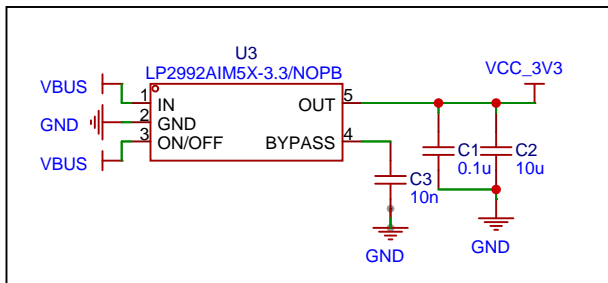 U3
LP2992AIM5X-3.3/NOPB
VCC_3V3
VBUS
1 IN OUT 5
GND 2 GND
3 ON/OFF BYPASS 4
VBUS
C1
0.1u
C2
10u
C3
10n
GND
GND